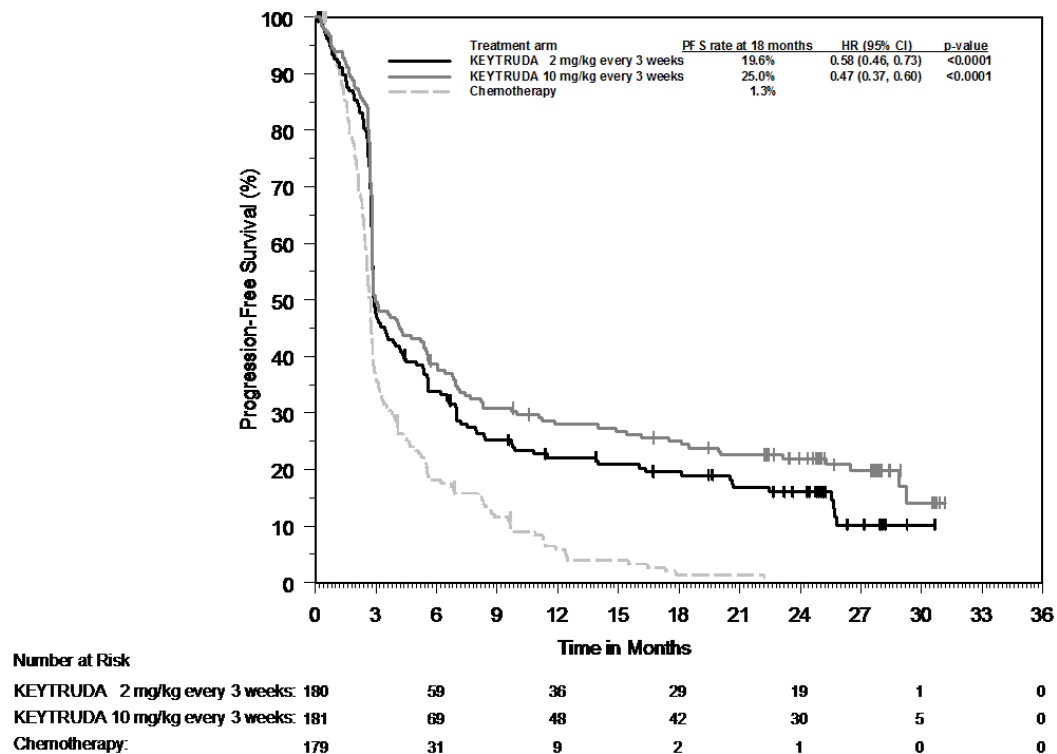 Treatment arm PFS rate at 18 months HR (95% CI) p-value
KEYTRUDA 2 mg/kg every 3 weeks 19.6% 0.58 (0.46, 0.73) <0.0001
KEYTRUDA 10 mg/kg every 3 weeks 25.0% 0.47 (0.37, 0.60) <0.0001
Chemotherapy 1.3%
Progression-Free Survival (%)
100
90
80
70
60
50
40
30
20
10
0
0 3 6 9 12 15 18 21 24 27 30 33 36
Time in Months
Number at Risk
KEYTRUDA 2 mg/kg every 3 weeks: 180 59 36 29 19 1 0
KEYTRUDA 10 mg/kg every 3 weeks: 181 69 48 42 30 5 0
Chemotherapy: 179 31 9 2 1 0 0